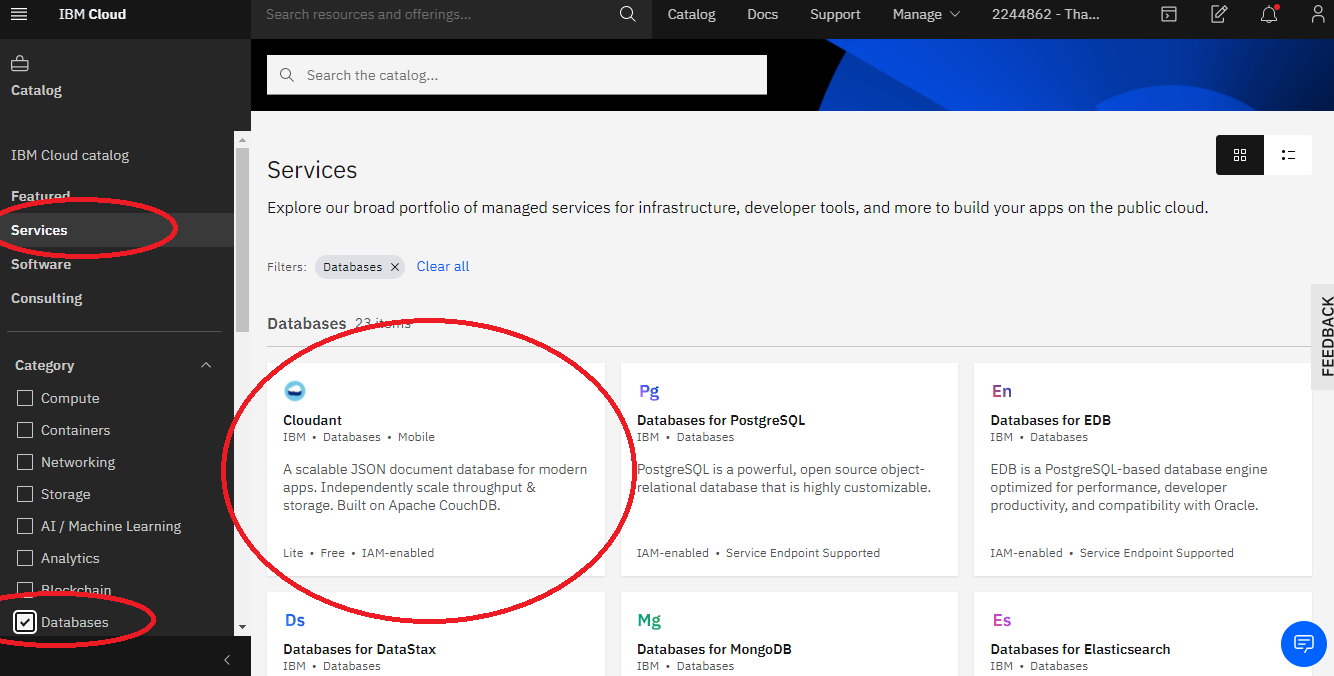 IBM Cloud
Search resources and offerings...
Catalog
Docs
Support
Manage
2244862 - Tha...
Catalog
IBM Cloud catalog
Featured
Services
Software
Consulting
Category
Compute
Containers
Networking
Storage
AI / Machine Learning
Analytics
Blockchain
Databases
Search the catalog...
Services
Explore our broad portfolio of managed services for infrastructure, developer tools, and more to build your apps on the public cloud.
Filters:
Databases
Clear all
Databases 23 items
Cloudant
IBM • Databases • Mobile
A scalable JSON document database for modern
apps. Independently scale throughput &
storage. Built on Apache CouchDB.
Lite • Free • IAM-enabled
Pg
Databases for PostgreSQL
IBM • Databases
PostgreSQL is a powerful, open source object-
relational database that is highly customizable.
IAM-enabled • Service Endpoint Supported
En
Databases for EDB
IBM • Databases
EDB is a PostgreSQL-based database engine
optimized for performance, developer
productivity, and compatibility with Oracle.
IAM-enabled • Service Endpoint Supported
Ds
Databases for DataStax
IBM • Databases
Mg
Databases for MongoDB
IBM • Databases
Es
Databases for Elasticsearch
IBM • Databases
FEEDBACK